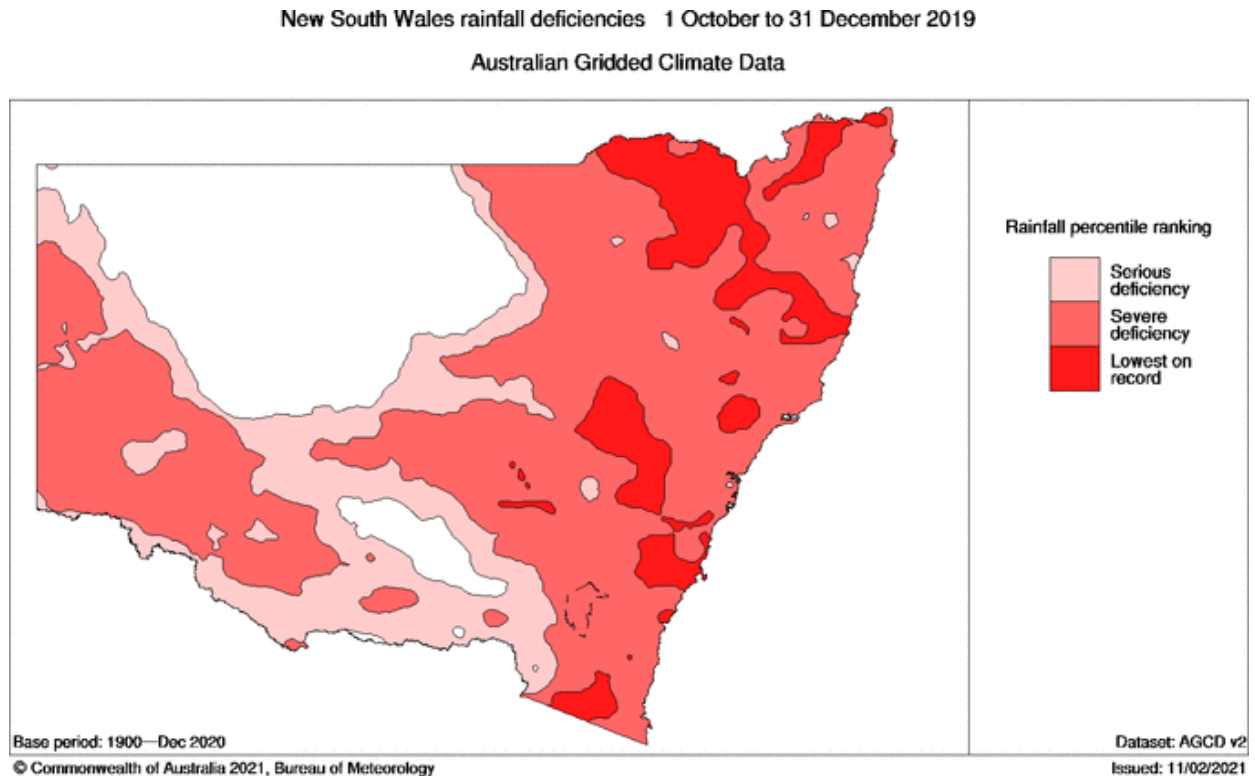 New South Wales rainfall deficiencies 1 October to 31 December 2019
Australian Gridded Climate Data
Rainfall percentile ranking
Serious
deficiency
Severe
deficiency
Lowest on
record
Base period: 1900—Dec 2020
Dataset: AGCD v2
© Commonwealth of Australia 2021, Bureau of Meteorology
Issued: 11/02/2021